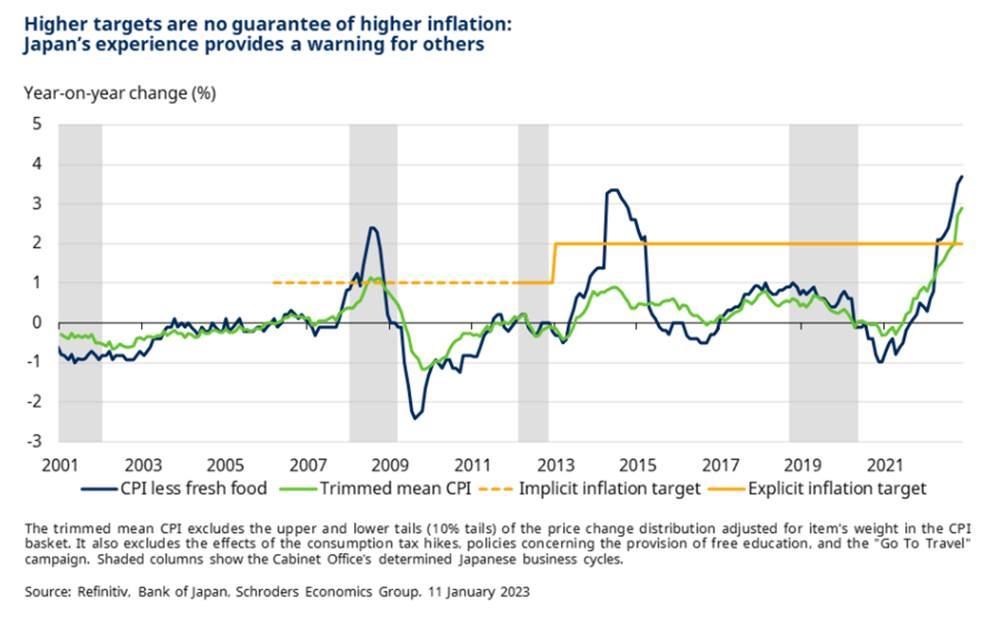 Higher targets are no guarantee of higher inflation:
Japan's experience provides a warning for others
Year-on-year change (%)
5
4
3
2
1
0
-1
-2
-3
2001 2003 2005 2007 2009 2011 2013 2015 2017 2019 2021
CPI less fresh food Trimmed mean CPI Implicit inflation target Explicit inflation target
The trimmed mean CPI excludes the upper and lower tails (10% tails) of the price change distribution adjusted for item's weight in the CPI
basket. It also excludes the effects of the consumption tax hikes, policies concerning the provision of free education, and the "Go To Travel"
campaign. Shaded columns show the Cabinet Office's determined Japanese business cycles.
Source: Refinitiv, Bank of Japan, Schroders Economics Group. 11 January 2023